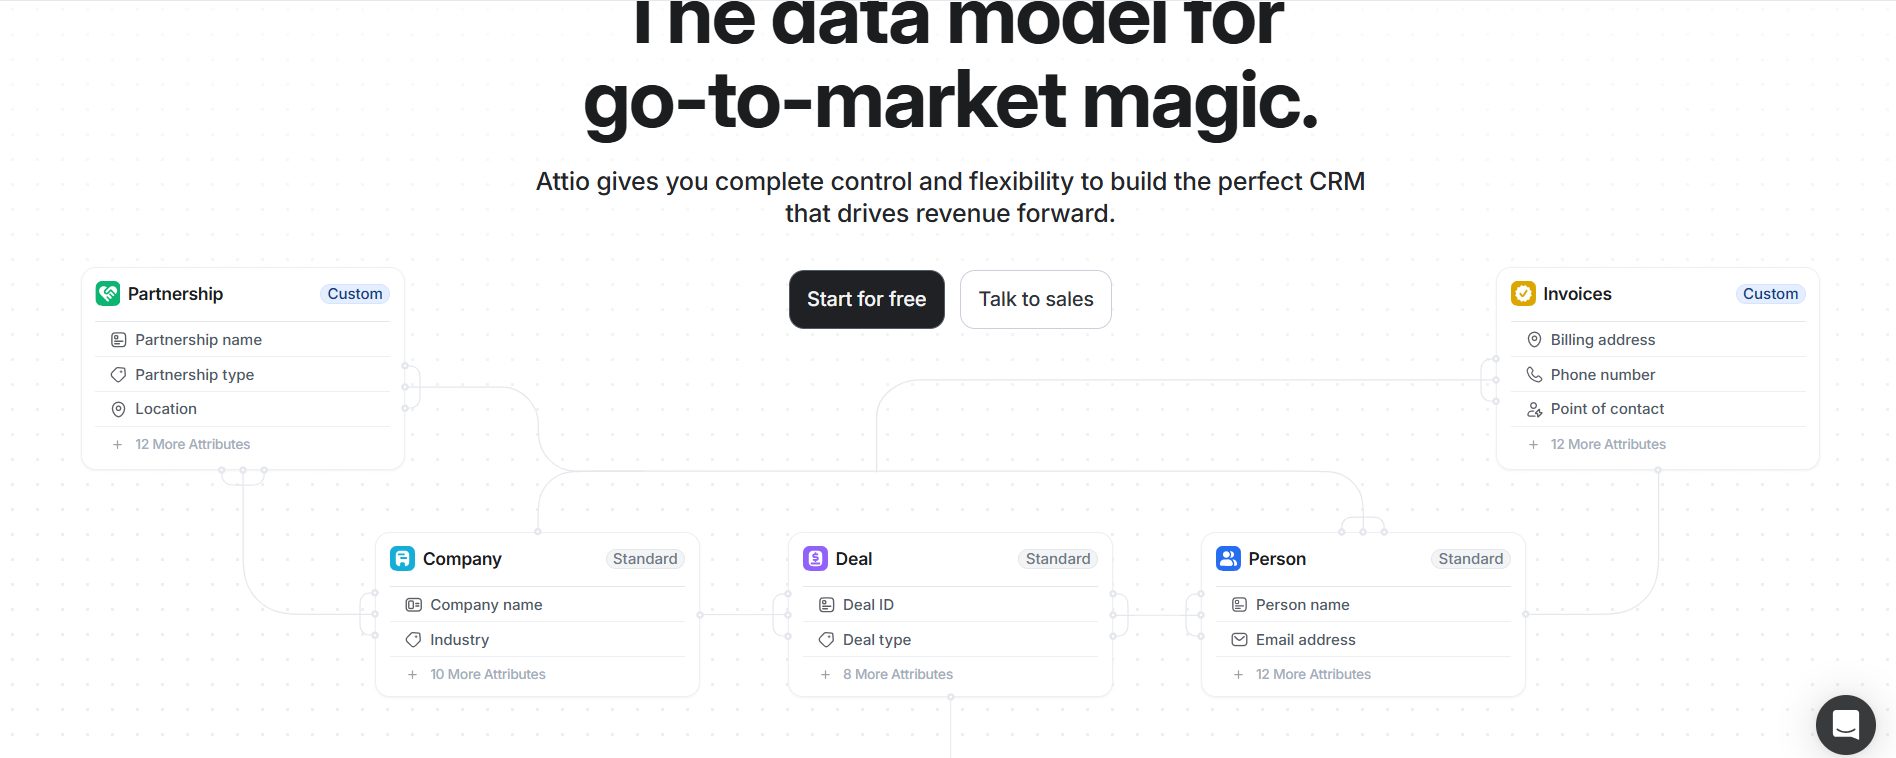 The data model for
go-to-market magic.
Attio gives you complete control and flexibility to build the perfect CRM
that drives revenue forward.
Start for free
Talk to sales
Partnership
Custom
Partnership name
Partnership type
Location
12 More Attributes
Invoices
Custom
Billing address
Phone number
Point of contact
12 More Attributes
Company
Standard
Company name
Industry
10 More Attributes
Deal
Standard
Deal ID
Deal type
8 More Attributes
Person
Standard
Person name
Email address
12 More Attributes